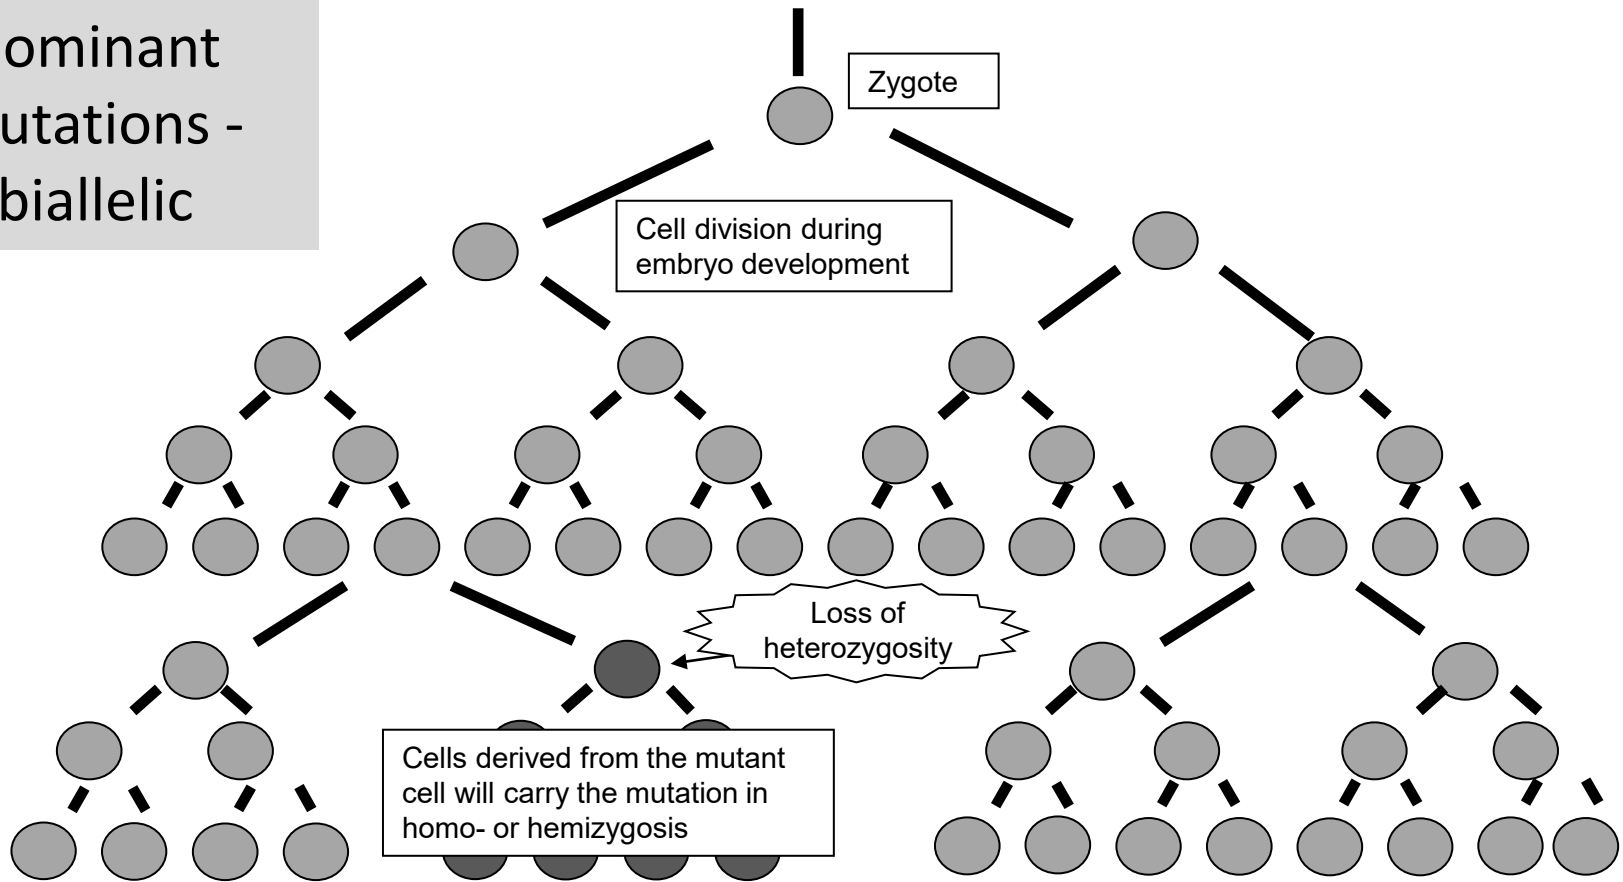 ominant
utations -
biallelic
Zygote
Cell division during
embryo development
Loss of
heterozygosity
Cells derived from the mutant
cell will carry the mutation in
homo- or hemizygosis